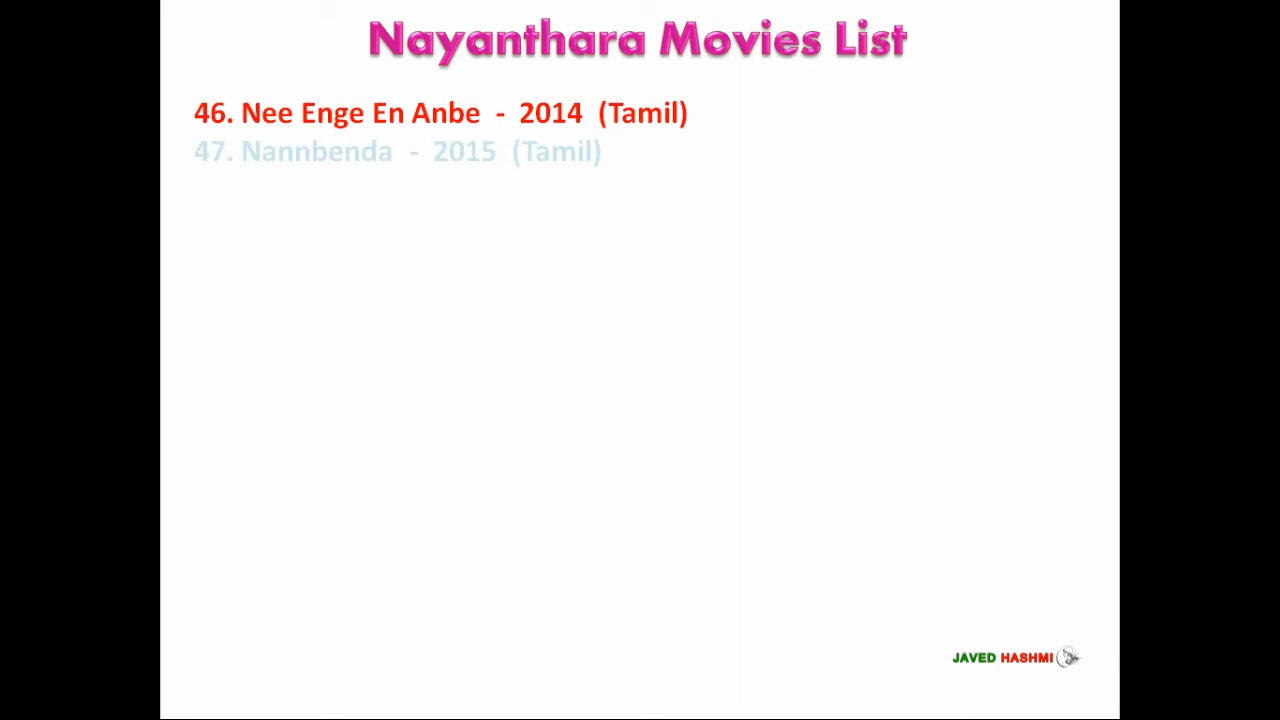 Nayanthara Movies List
46. Nee Enge En Anbe - 2014 (Tamil)
47. Nannbenda - 2015 (Tamil)
JAVED HASHMI